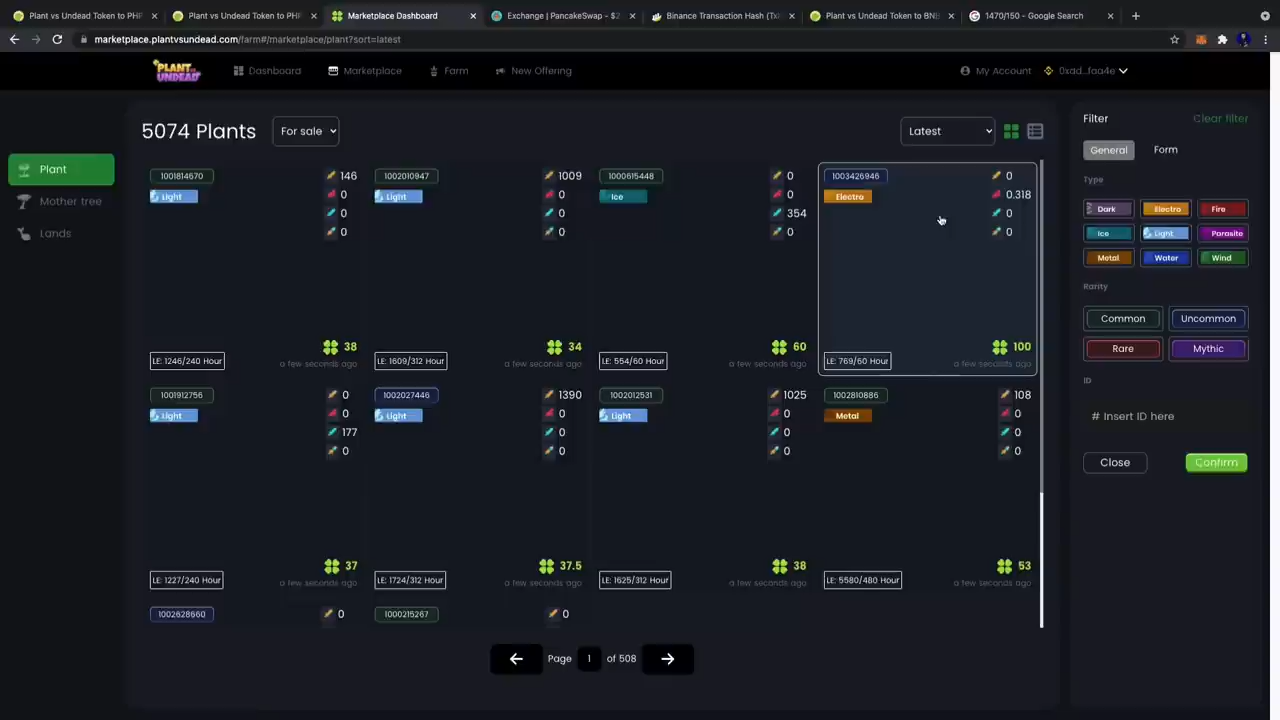 Plant vs Undead Token to PHP
Plant vs Undead Token to PHP
Marketplace Dashboard
Exchange | PancakeSwap - $2
Binance Transaction Hash (Txh
Plant vs Undead Token to BNB
1470/150 - Google Search
marketplace.plantvsundead.com/farm#/marketplace/plant?sort=latest
PLANT VS UNDEAD
Dashboard
Marketplace
Farm
New Offering
My Account
0xad...faa4e
Plant
Mother tree
Lands
5074 Plants
For sale
Latest
1001814670
Light
146
0
0
0
LE: 1246/240 Hour
38
a few seconds ago
1002010947
Light
1009
0
0
0
LE: 1609/312 Hour
34
a few seconds ago
1000615448
Ice
0
0
354
0
LE: 554/60 Hour
60
a few seconds ago
1003426946
Electro
0
0.318
0
0
LE: 769/60 Hour
100
a few seconds ago
1001912756
Light
0
0
177
0
LE: 1227/240 Hour
37
a few seconds ago
1002027446
Light
1390
0
0
0
LE: 1724/312 Hour
37.5
a few seconds ago
1002012531
Light
1025
0
0
0
LE: 1625/312 Hour
38
a few seconds ago
1002810886
Metal
108
0
0
0
LE: 5580/480 Hour
53
a few seconds ago
1002628660
0
1000215267
0
Page 1 of 508
Filter
Clear filter
General
Form
Type
Dark
Electro
Fire
Ice
Light
Parasite
Metal
Water
Wind
Rarity
Common
Uncommon
Rare
Mythic
ID
# Insert ID here
Close
Confirm